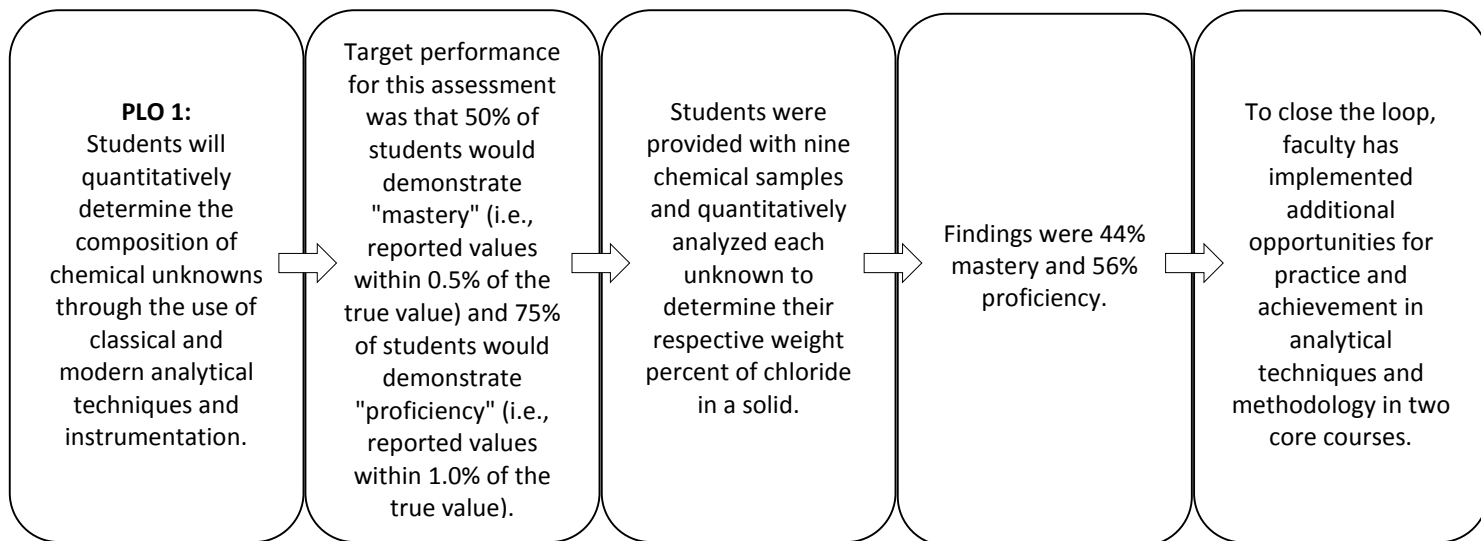 PLO 1:
Students will
quantitatively
determine the
composition of
chemical unknowns
through the use of
classical and
modern analytical
techniques and
instrumentation.
Target performance
for this assessment
was that 50% of
students would
demonstrate
"mastery" (i.e.,
reported values
within 0.5% of the
true value) and 75%
of students would
demonstrate
"proficiency" (i.e.,
reported values
within 1.0% of the
true value).
Students were
provided with nine
chemical samples
and quantitatively
analyzed each
unknown to
determine their
respective weight
percent of chloride
in a solid.
Findings were 44%
mastery and 56%
proficiency.
To close the loop,
faculty has
implemented
additional
opportunities for
practice and
achievement in
analytical
techniques and
methodology in two
core courses.